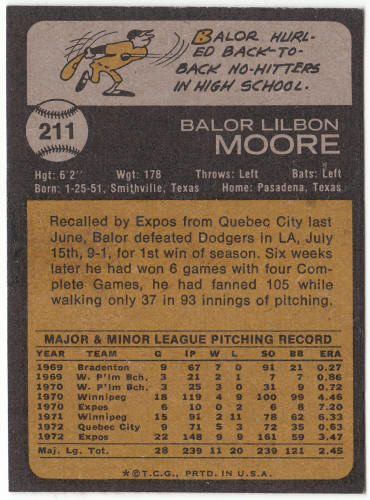 BALOR HURL-
ED BACK-TO-
BACK NO-HITTERS
IN HIGH SCHOOL.
211
BALOR LILBON
MOORE
Hgt: 6'2" Wgt: 178 Throws: Left Bats: Left
Born: 1-25-51, Smithville, Texas Home: Pasadena, Texas
Recalled by Expos from Quebec City last
June, Balor defeated Dodgers in LA, July
15th, 9-1, for 1st win of season. Six weeks
later he had won 6 games with four Com-
plete Games, he had fanned 105 while
walking only 37 in 93 innings of pitching.
MAJOR & MINOR LEAGUE PITCHING RECORD
YEAR TEAM G IP W L SO BB ERA
1969 Bradenton 9 67 7 0 91 21 0.27
1969 W. P'lm Bch. 3 21 2 1 7 7 0.86
1970 W. P'lm Bch. 3 25 3 0 31 9 0.72
1970 Winnipeg 18 119 4 9 100 99 4.46
1970 Expos 6 10 0 2 6 8 7.20
1971 Winnipeg 15 91 2 11 78 62 6.33
1972 Quebec City 9 71 5 3 72 35 0.63
1972 Expos 22 148 9 9 161 59 3.47
Maj. Lg. Tot. 28 239 11 20 239 121 2.45
*©T.C.G., PRTD. IN U.S.A.